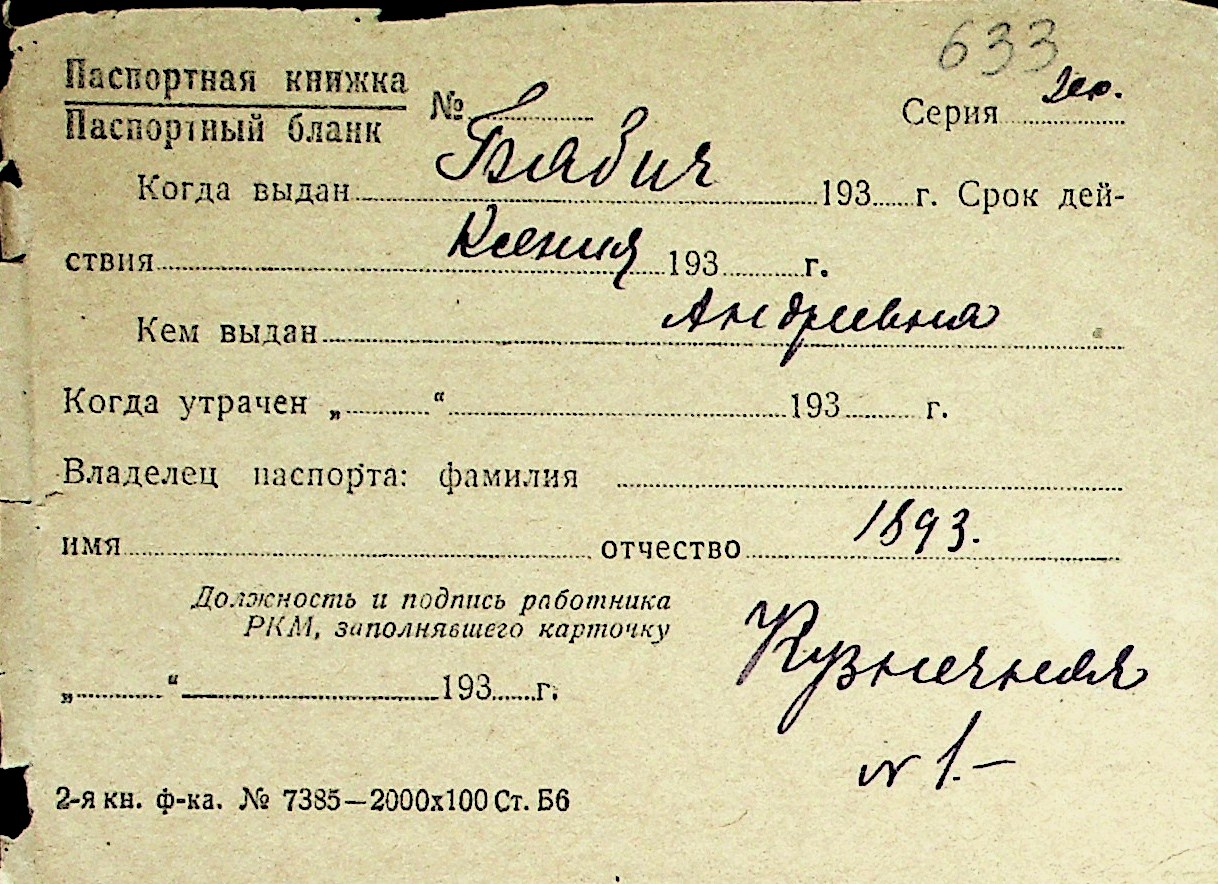 633
Паспортная книжка
Паспортный бланк № Серия
Бабич
Когда выдан 193 г. Срок дей-
Ксения
ствия 193 г.
Андреевна
Кем выдан
Когда утрачен „ “ 193 г.
Владелец паспорта: фамилия
1893.
имя отчество
Должность и подпись работника
РКМ, заполнявшего карточку
Кузнечная
„ “ 193 г.
№ 1.–
2-я кн. ф-ка. № 7385—2000х100 Ст. Б6